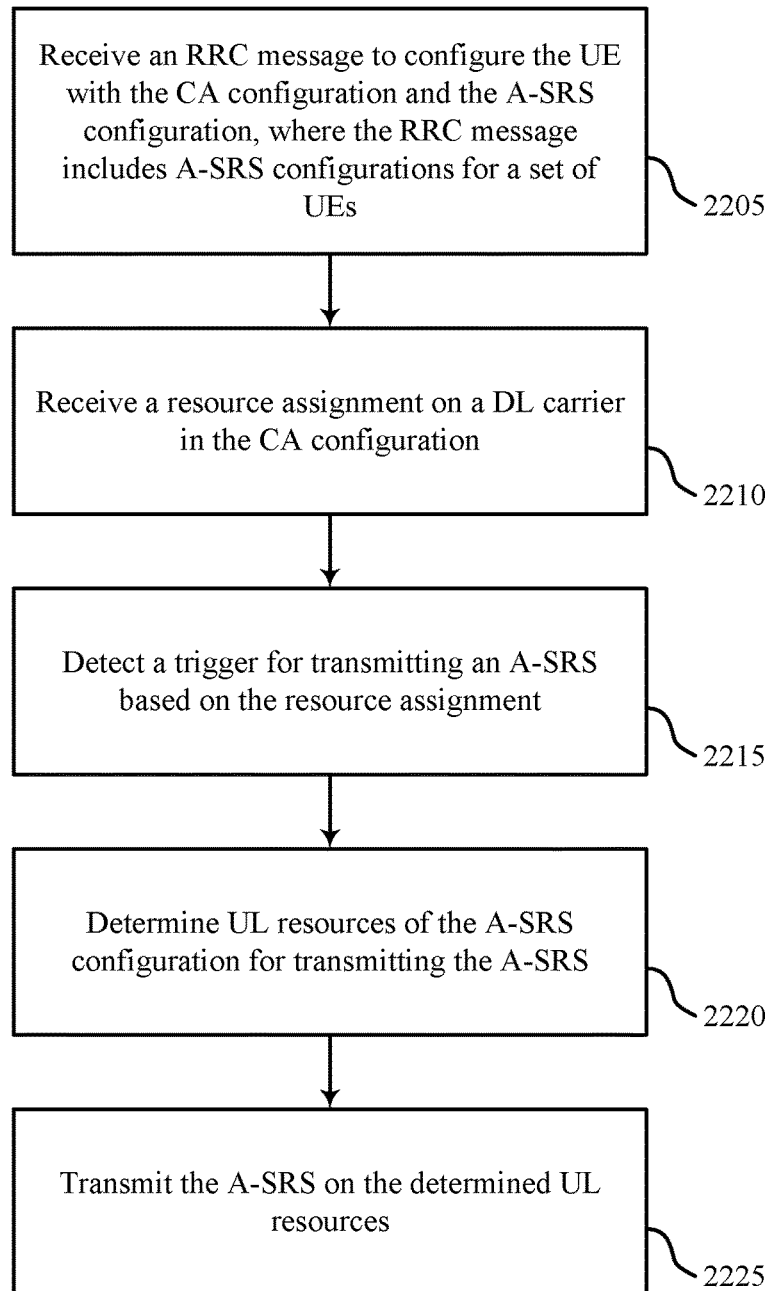 Receive an RRC message to configure the UE
with the CA configuration and the A-SRS
configuration, where the RRC message
includes A-SRS configurations for a set of
UEs
2205
Receive a resource assignment on a DL carrier
in the CA configuration
2210
Detect a trigger for transmitting an A-SRS
based on the resource assignment
2215
Determine UL resources of the A-SRS
configuration for transmitting the A-SRS
2220
Transmit the A-SRS on the determined UL
resources
2225